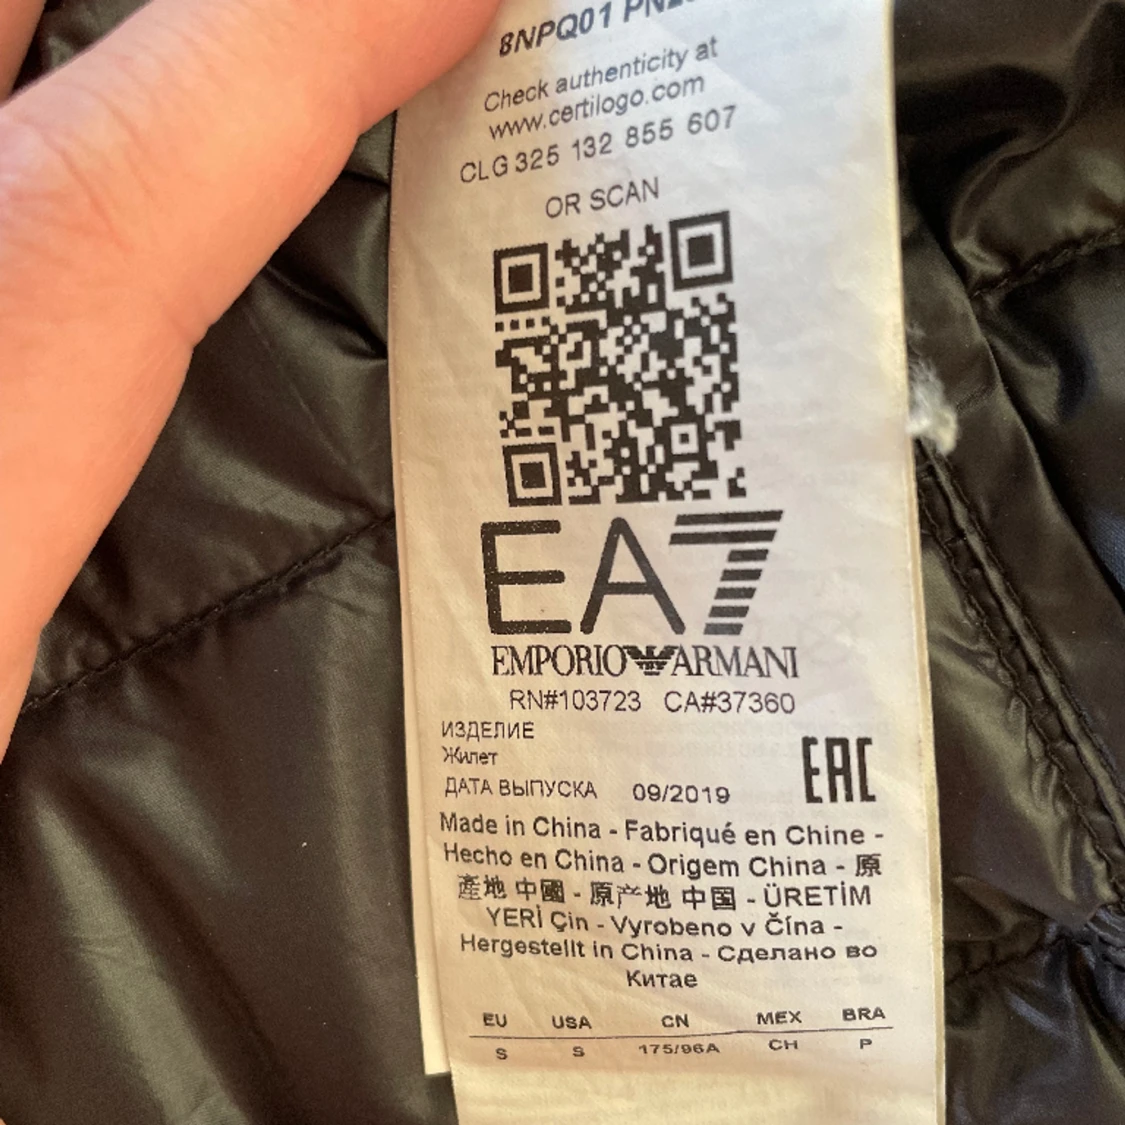 8NPQ01
Check authenticity at
www.certilogo.com
CLG 325 132 855 607
OR SCAN
EA7
EMPORIO ARMANI
RN#103723 CA#37360
ИЗДЕЛИЕ
Жилет
ДАТА ВЫПУСКА 09/2019
EAC
Made in China - Fabriqué en Chine -
Hecho en China - Origem China - 原
產地 中國 - 原产地 中国 - ÜRETİM
YERİ Çin - Vyrobeno v Čína -
Hergestellt in China - Сделано во
Китае
EU USA CN MEX BRA
S S 175/96A CH P